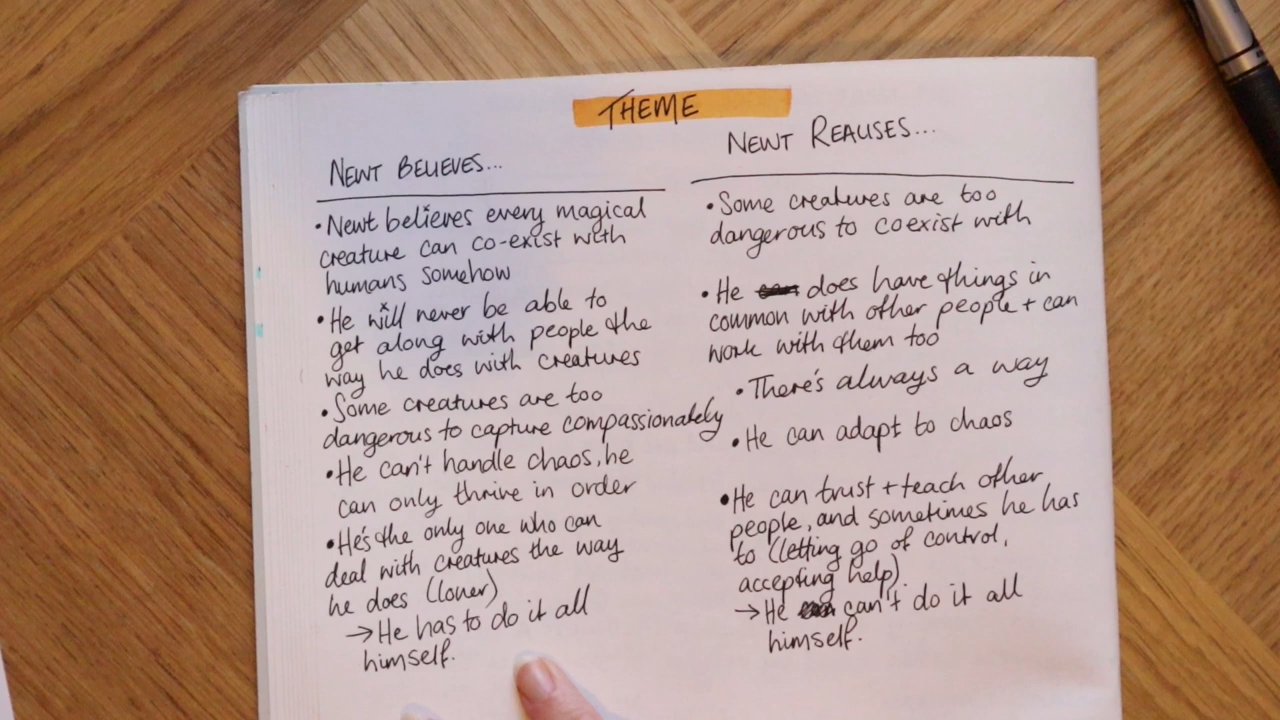 THEME
NEWT BELIEVES...
• Newt believes every magical
creature can co-exist with
humans somehow
• He will never be able to
get along with people the
way he does with creatures
• Some creatures are too
dangerous to capture compassionately
• He can't handle chaos, he
can only thrive in order
• He's the only one who can
deal with creatures the way
he does (loner)
→ He has to do it all
himself.
NEWT REALISES...
• Some creatures are too
dangerous to coexist with
• He does have things in
common with other people + can
work with them too
• There's always a way
• He can adapt to chaos
• He can trust + teach other
people, and sometimes he has
to (letting go of control,
accepting help)
→ He can't do it all
himself.